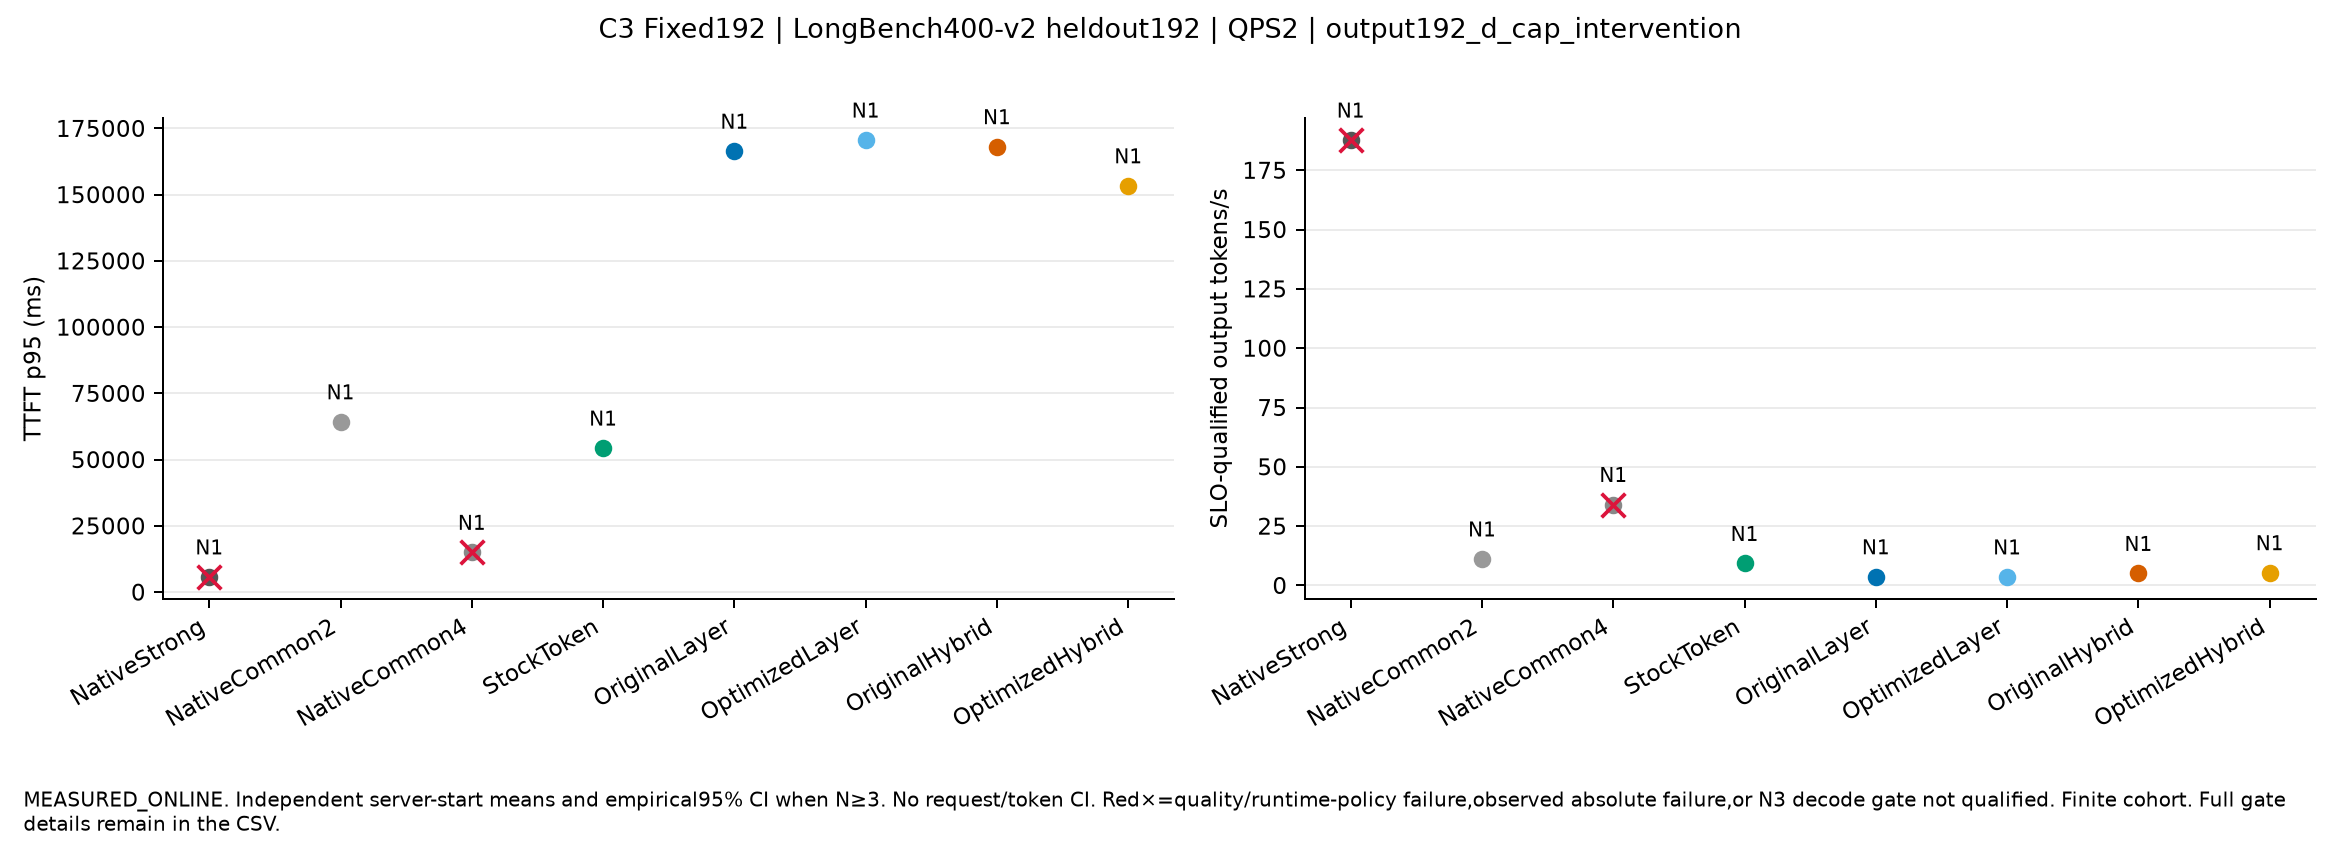 C3 Fixed192 | LongBench400-v2 heldout192 | QPS2 | output192_d_cap_intervention
TTFT p95 (ms)
175000
150000
125000
100000
75000
50000
25000
0
N1
N1
N1
N1
N1
N1
N1
N1
NativeStrong
NativeCommon2
NativeCommon4
StockToken
OriginalLayer
OptimizedLayer
OriginalHybrid
OptimizedHybrid
SLO-qualified output tokens/s
175
150
125
100
75
50
25
0
N1
N1
N1
N1
N1
N1
N1
N1
NativeStrong
NativeCommon2
NativeCommon4
StockToken
OriginalLayer
OptimizedLayer
OriginalHybrid
OptimizedHybrid
MEASURED_ONLINE. Independent server-start means and empirical95% CI when N≥3. No request/token CI. Red×=quality/runtime-policy failure,observed absolute failure,or N3 decode gate not qualified. Finite cohort. Full gate
details remain in the CSV.